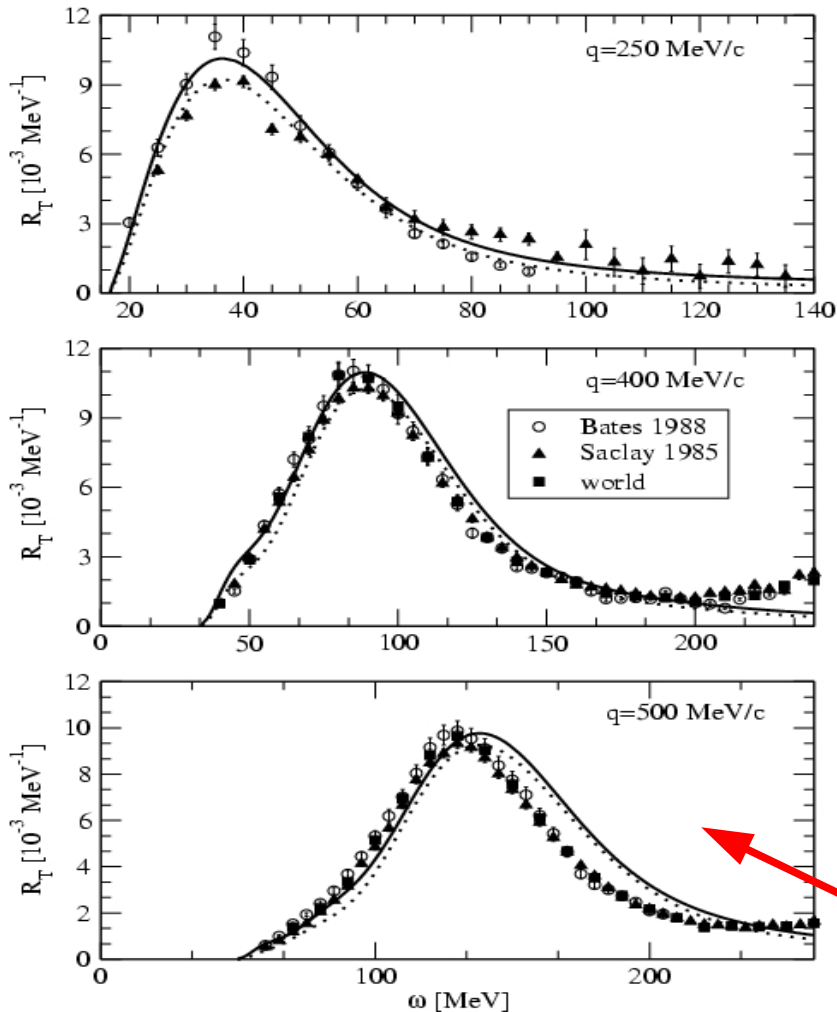 q=250 MeV/c
R_T [10^-3 MeV^-1]
12
9
6
3
0
20 40 60 80 100 120 140
q=400 MeV/c
R_T [10^-3 MeV^-1]
12
9
6
3
0
Bates 1988
Saclay 1985
world
0 50 100 150 200
q=500 MeV/c
R_T [10^-3 MeV^-1]
12
10
8
6
4
2
0
0 100 200
ω [MeV]